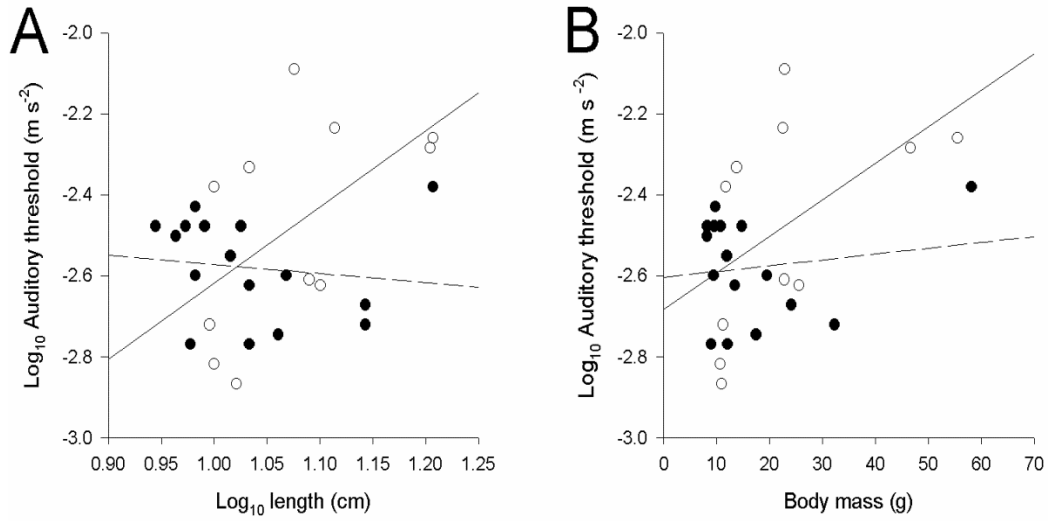 A
B
Log10 Auditory threshold (m s-2)
-2.0
-2.2
-2.4
-2.6
-2.8
-3.0
0.90 0.95 1.00 1.05 1.10 1.15 1.20 1.25
Log10 length (cm)
Log10 Auditory threshold (m s-2)
-2.0
-2.2
-2.4
-2.6
-2.8
-3.0
0 10 20 30 40 50 60 70
Body mass (g)